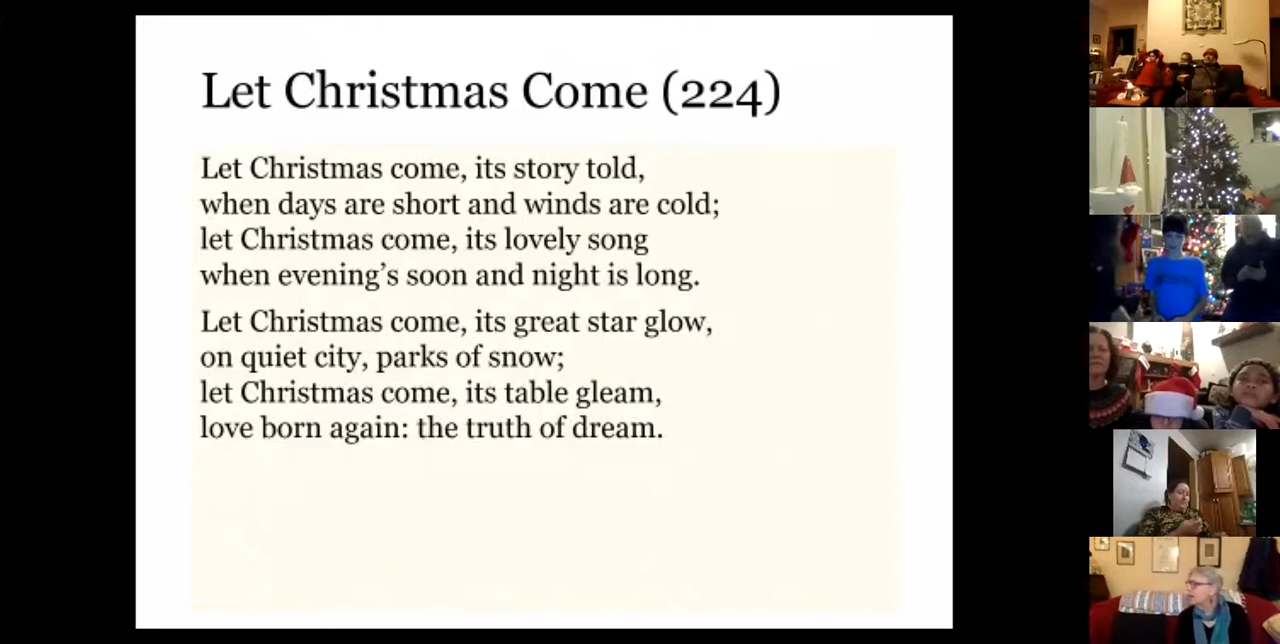 Let Christmas Come (224)
Let Christmas come, its story told,
when days are short and winds are cold;
let Christmas come, its lovely song
when evening’s soon and night is long.
Let Christmas come, its great star glow,
on quiet city, parks of snow;
let Christmas come, its table gleam,
love born again: the truth of dream.